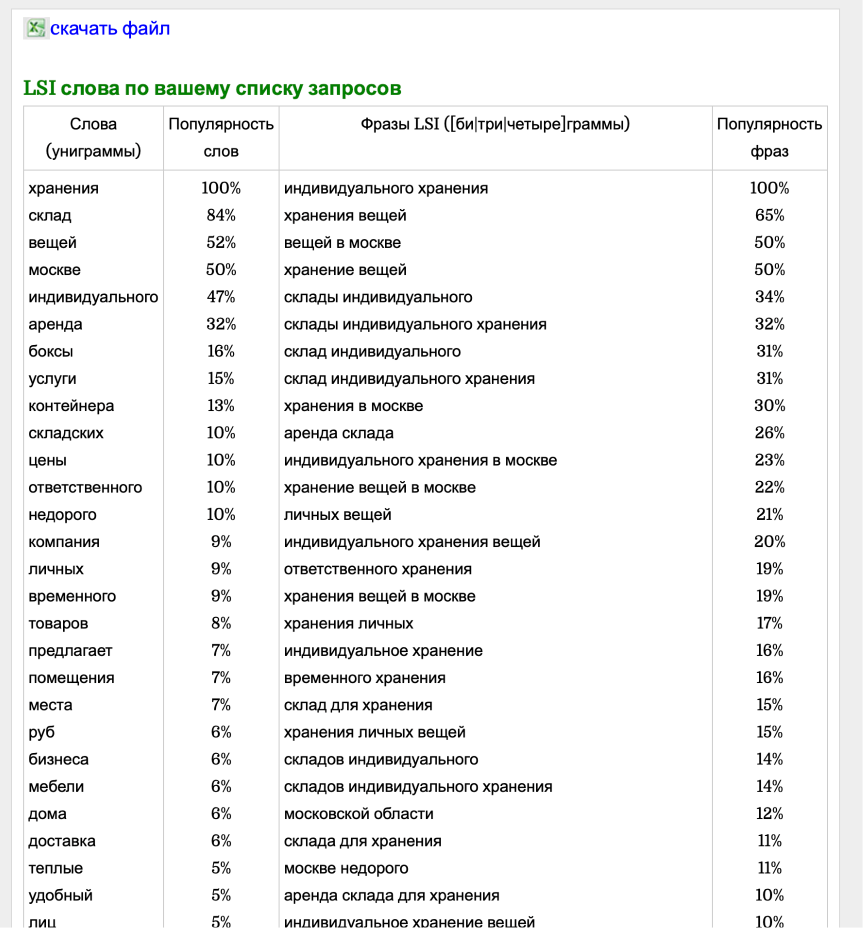 скачать файл
LSI слова по вашему списку запросов
Слова (униграммы) Популярность слов Фразы LSI ([би|три|четыре]граммы) Популярность фраз
хранения 100% индивидуального хранения 100%
склад 84% хранения вещей 65%
вещей 52% вещей в москве 50%
москве 50% хранение вещей 50%
индивидуального 47% склады индивидуального 34%
аренда 32% склады индивидуального хранения 32%
боксы 16% склад индивидуального 31%
услуги 15% склад индивидуального хранения 31%
контейнера 13% хранения в москве 30%
складских 10% аренда склада 26%
цены 10% индивидуального хранения в москве 23%
ответственного 10% хранение вещей в москве 22%
недорого 10% личных вещей 21%
компания 9% индивидуального хранения вещей 20%
личных 9% ответственного хранения 19%
временного 9% хранения вещей в москве 19%
товаров 8% хранения личных 17%
предлагает 7% индивидуальное хранение 16%
помещения 7% временного хранения 16%
места 7% склад для хранения 15%
руб 6% хранения личных вещей 15%
бизнеса 6% складов индивидуального 14%
мебели 6% складов индивидуального хранения 14%
дома 6% московской области 12%
доставка 6% склада для хранения 11%
теплые 5% москве недорого 11%
удобный 5% аренда склада для хранения 10%
лиц 5% индивидуальное хранение вещей 10%